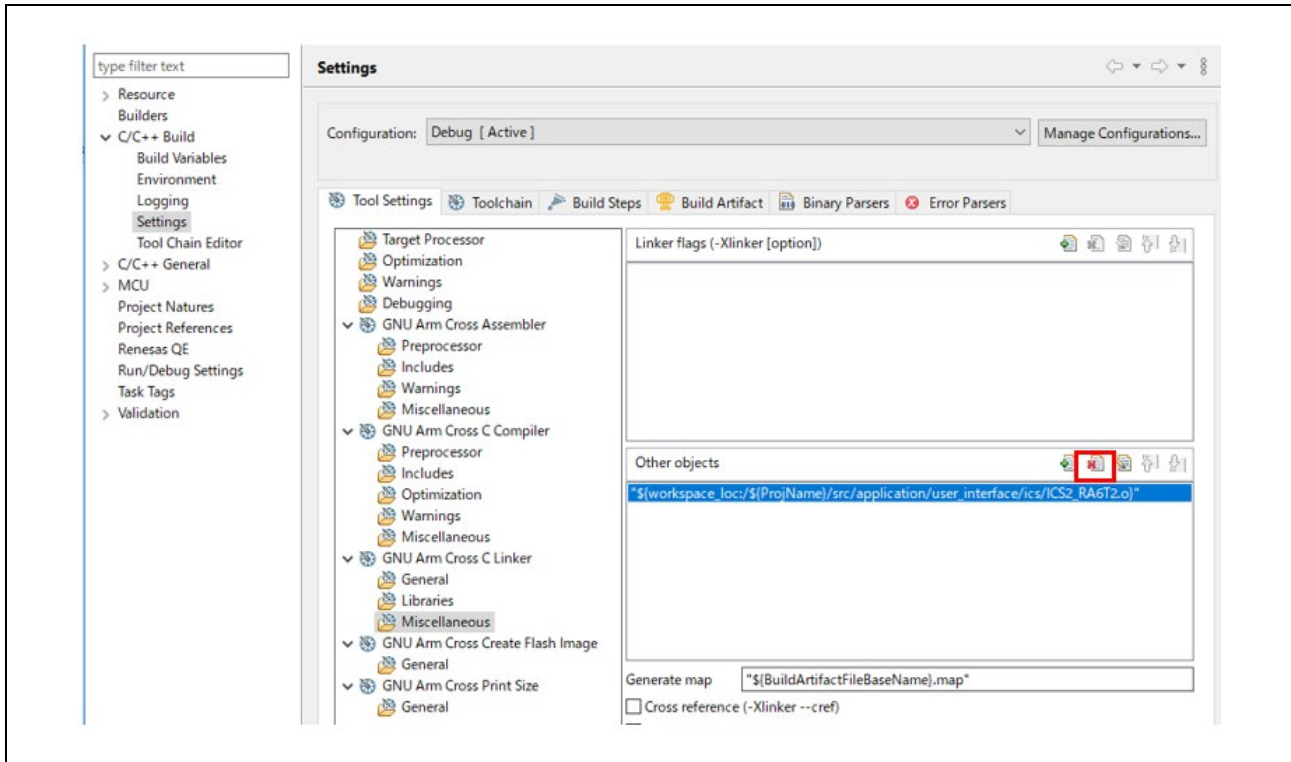 type filter text
Resource
Builders
C/C++ Build
Build Variables
Environment
Logging
Settings
Tool Chain Editor
C/C++ General
MCU
Project Natures
Project References
Renesas QE
Run/Debug Settings
Task Tags
Validation
Settings
Configuration: Debug [ Active ] Manage Configurations...
Tool Settings Toolchain Build Steps Build Artifact Binary Parsers Error Parsers
Target Processor
Optimization
Warnings
Debugging
GNU Arm Cross Assembler
Preprocessor
Includes
Warnings
Miscellaneous
GNU Arm Cross C Compiler
Preprocessor
Includes
Optimization
Warnings
Miscellaneous
GNU Arm Cross C Linker
General
Libraries
Miscellaneous
GNU Arm Cross Create Flash Image
General
GNU Arm Cross Print Size
General
Linker flags (-Xlinker [option])
Other objects
"${workspace_loc:/${ProjName}/src/application/user_interface/ics/ICS2_RA6T2.o}"
Generate map "${BuildArtifactFileBaseName}.map"
Cross reference (-Xlinker --cref)